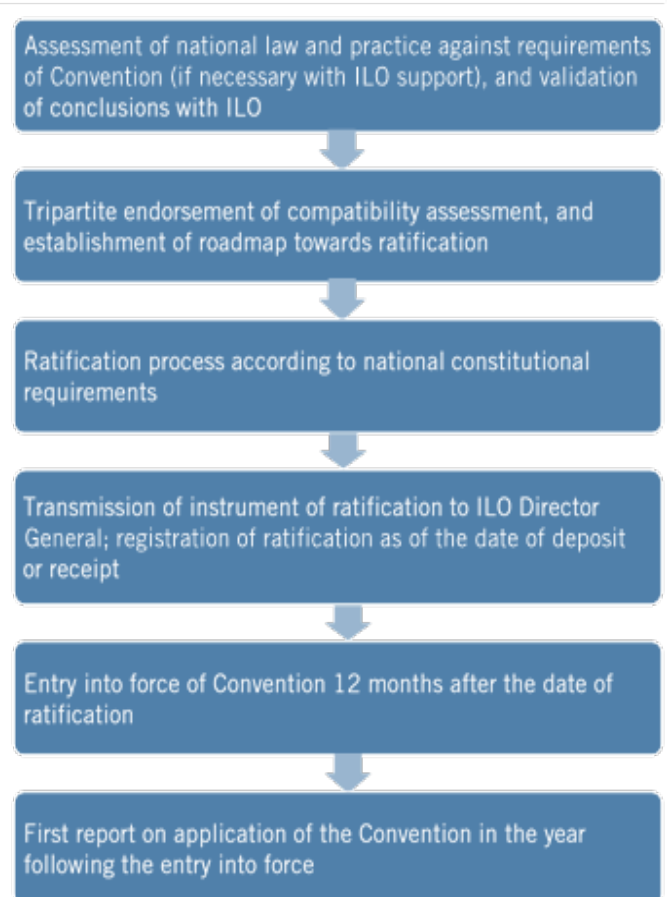 Assessment of national law and practice against requirements
of Convention (if necessary with ILO support), and validation
of conclusions with ILO
Tripartite endorsement of compatibility assessment, and
establishment of roadmap towards ratification
Ratification process according to national constitutional
requirements
Transmission of instrument of ratification to ILO Director
General; registration of ratification as of the date of deposit
or receipt
Entry into force of Convention 12 months after the date of
ratification
First report on application of the Convention in the year
following the entry into force